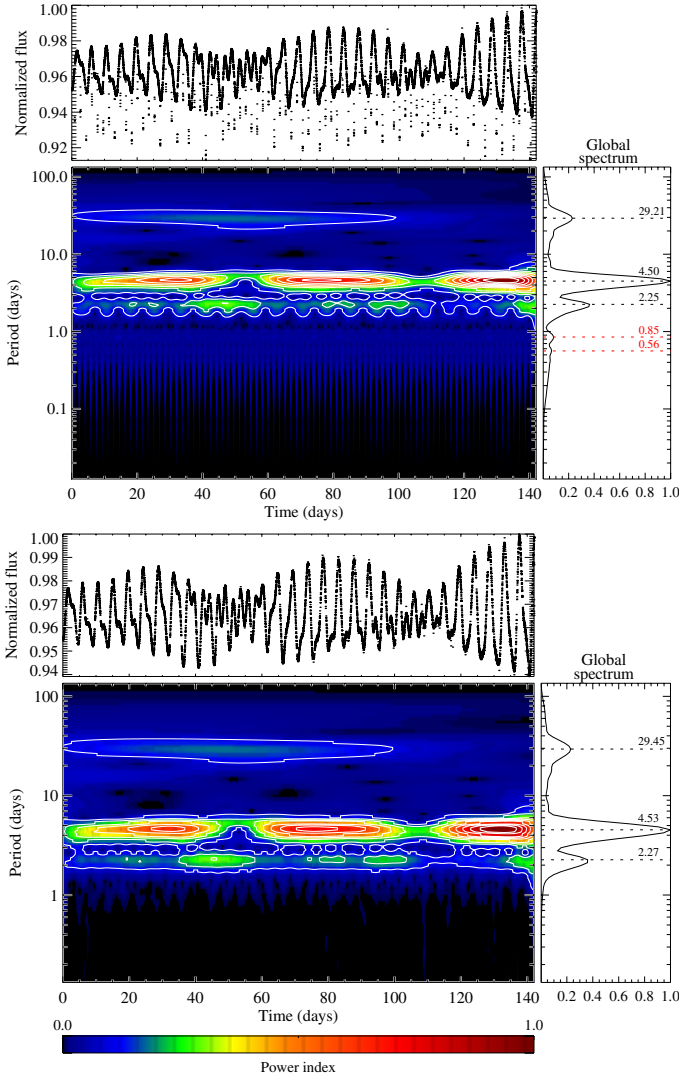 1.00
0.98
0.96
0.94
0.92
Normalized flux
Global
spectrum
100.0
10.0
1.0
0.1
Period (days)
29.21
4.50
2.25
0.85
0.56
0 20 40 60 80 100 120 140
Time (days)
0.2 0.4 0.6 0.8 1.0
1.00
0.99
0.98
0.97
0.96
0.95
0.94
Normalized flux
Global
spectrum
100
10
1
Period (days)
29.45
4.53
2.27
0 20 40 60 80 100 120 140
Time (days)
0.2 0.4 0.6 0.8 1.0
0.0 1.0
Power index